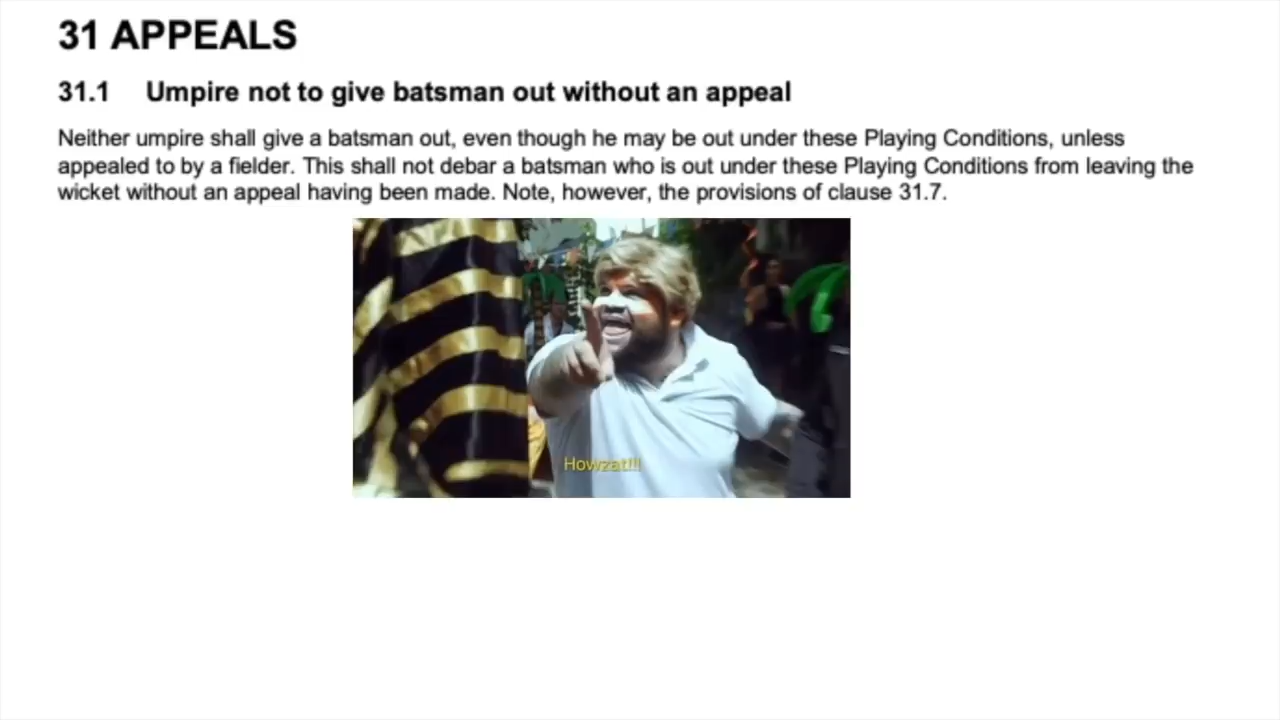 31 APPEALS
31.1 Umpire not to give batsman out without an appeal
Neither umpire shall give a batsman out, even though he may be out under these Playing Conditions, unless
appealed to by a fielder. This shall not debar a batsman who is out under these Playing Conditions from leaving the
wicket without an appeal having been made. Note, however, the provisions of clause 31.7.
Howzat!!!